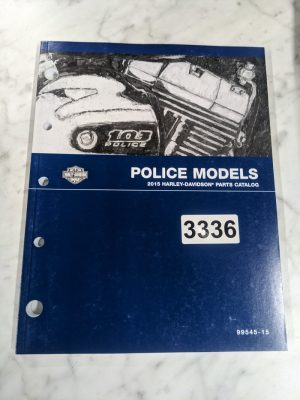 103
POLICE
POLICE MODELS
2015 HARLEY-DAVIDSON® PARTS CATALOG
3336
99545-15